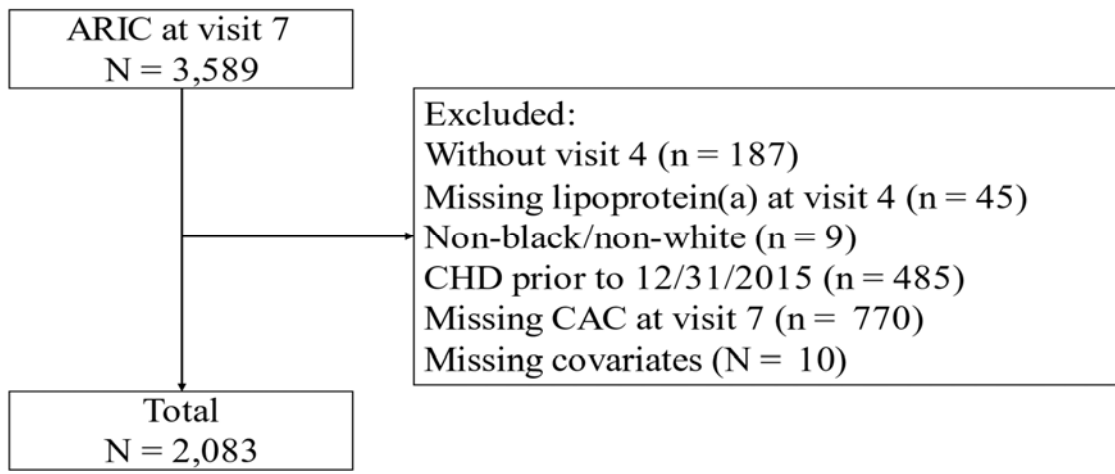 ARIC at visit 7
N = 3,589
Excluded:
Without visit 4 (n = 187)
Missing lipoprotein(a) at visit 4 (n = 45)
Non-black/non-white (n = 9)
CHD prior to 12/31/2015 (n = 485)
Missing CAC at visit 7 (n =  770)
Missing covariates (N =  10)
Total
N = 2,083